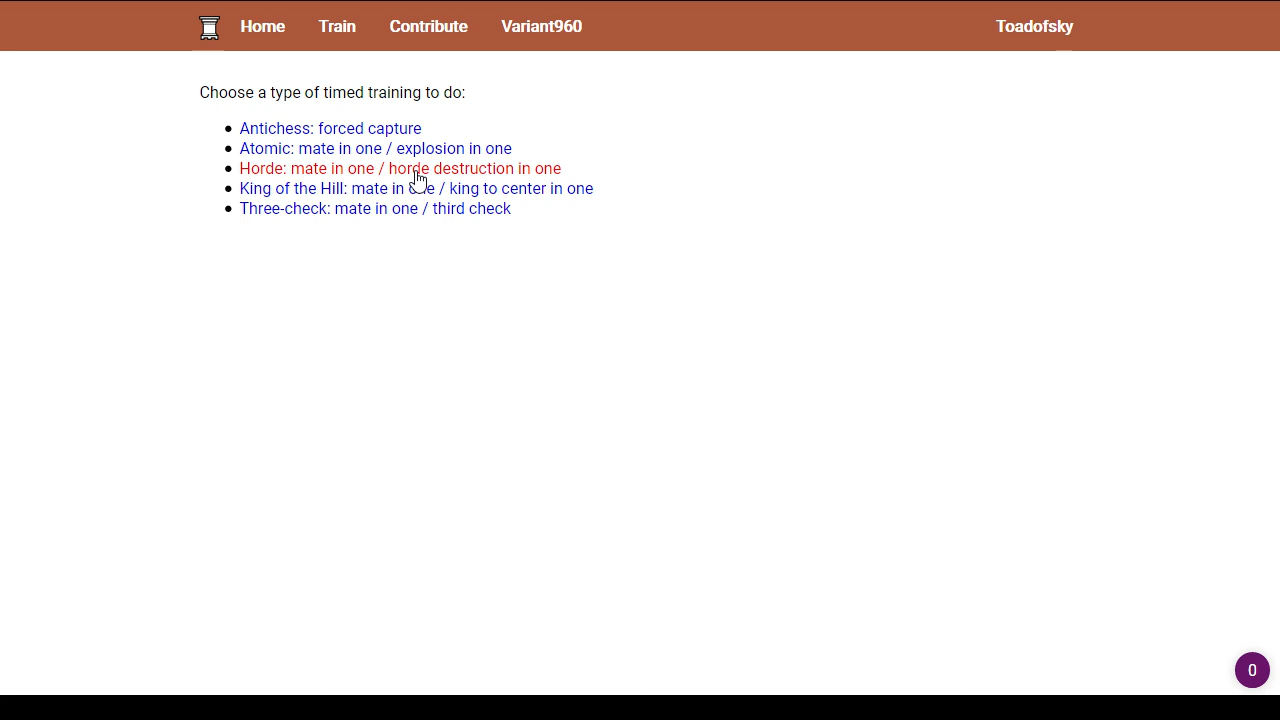 Home Train Contribute Variant960 Toadofsky
Choose a type of timed training to do:
Antichess: forced capture
Atomic: mate in one / explosion in one
Horde: mate in one / horde destruction in one
King of the Hill: mate in one / king to center in one
Three-check: mate in one / third check
0